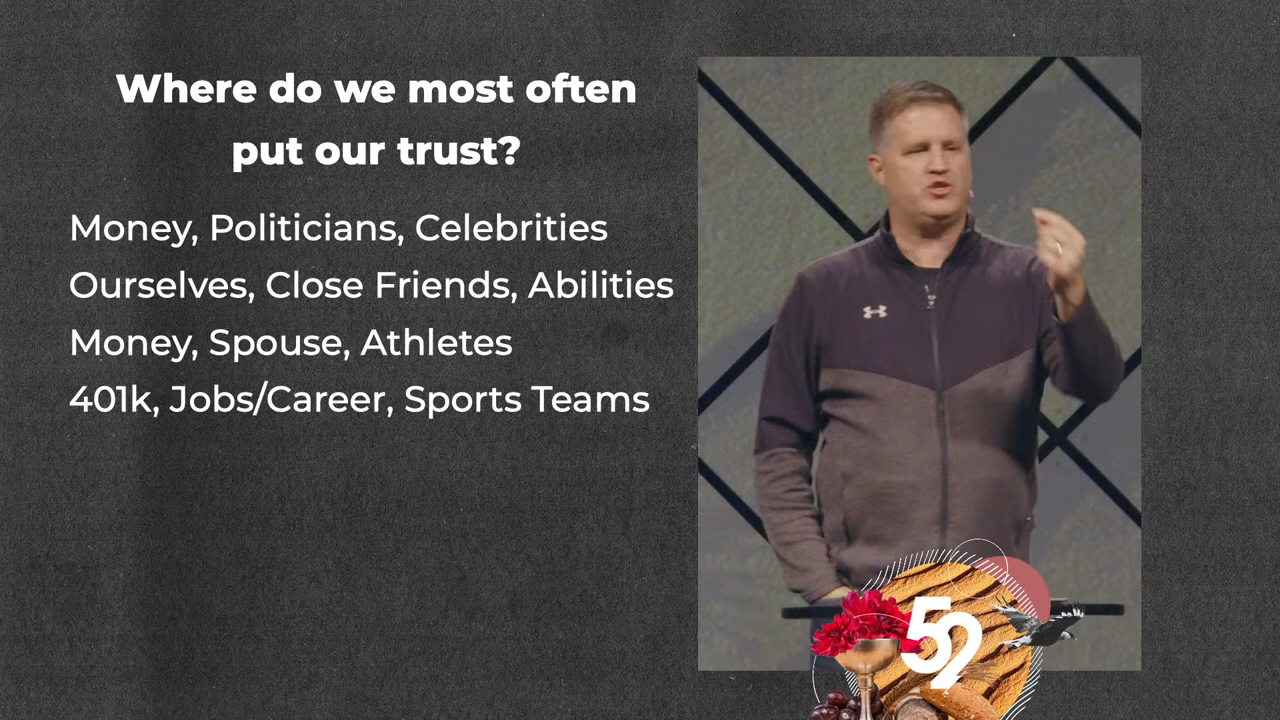 Where do we most often
put our trust?
Money, Politicians, Celebrities
Ourselves, Close Friends, Abilities
Money, Spouse, Athletes
401k, Jobs/Career, Sports Teams
52